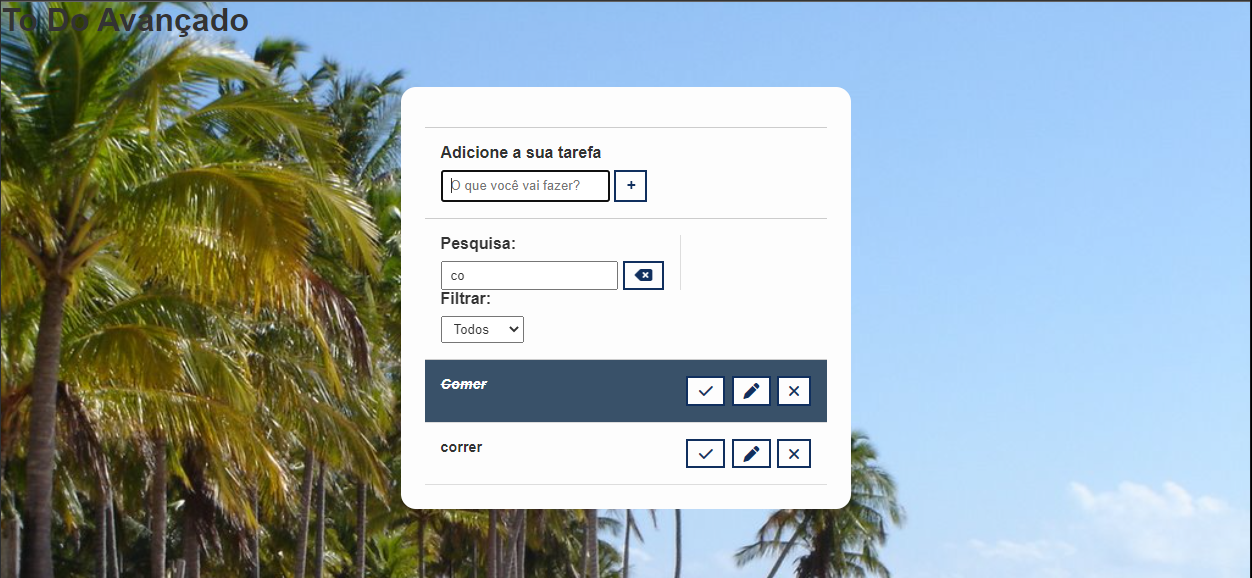 To Do Avançado
Adicione a sua tarefa
O que você vai fazer?
+
Pesquisa:
co
Filtrar:
Todos
Comer
correr